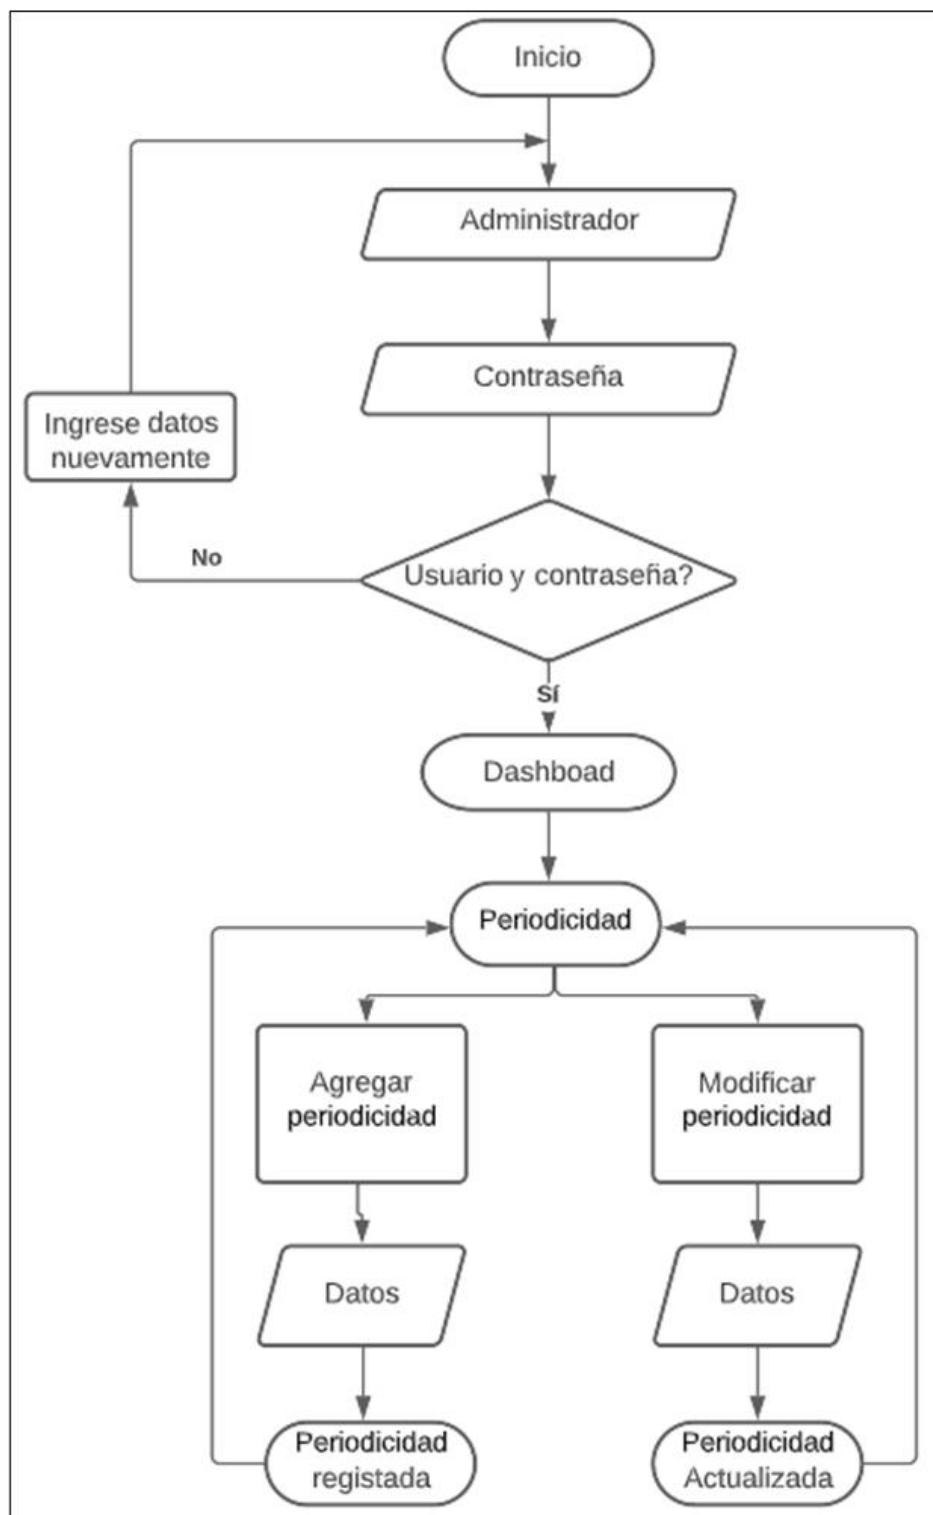 Inicio
Administrador
Contraseña
Ingrese datos
nuevamente
No
Usuario y contraseña?
Sí
Dashboad
Periodicidad
Agregar
periodicidad
Modificar
periodicidad
Datos
Datos
Periodicidad
registada
Periodicidad
Actualizada